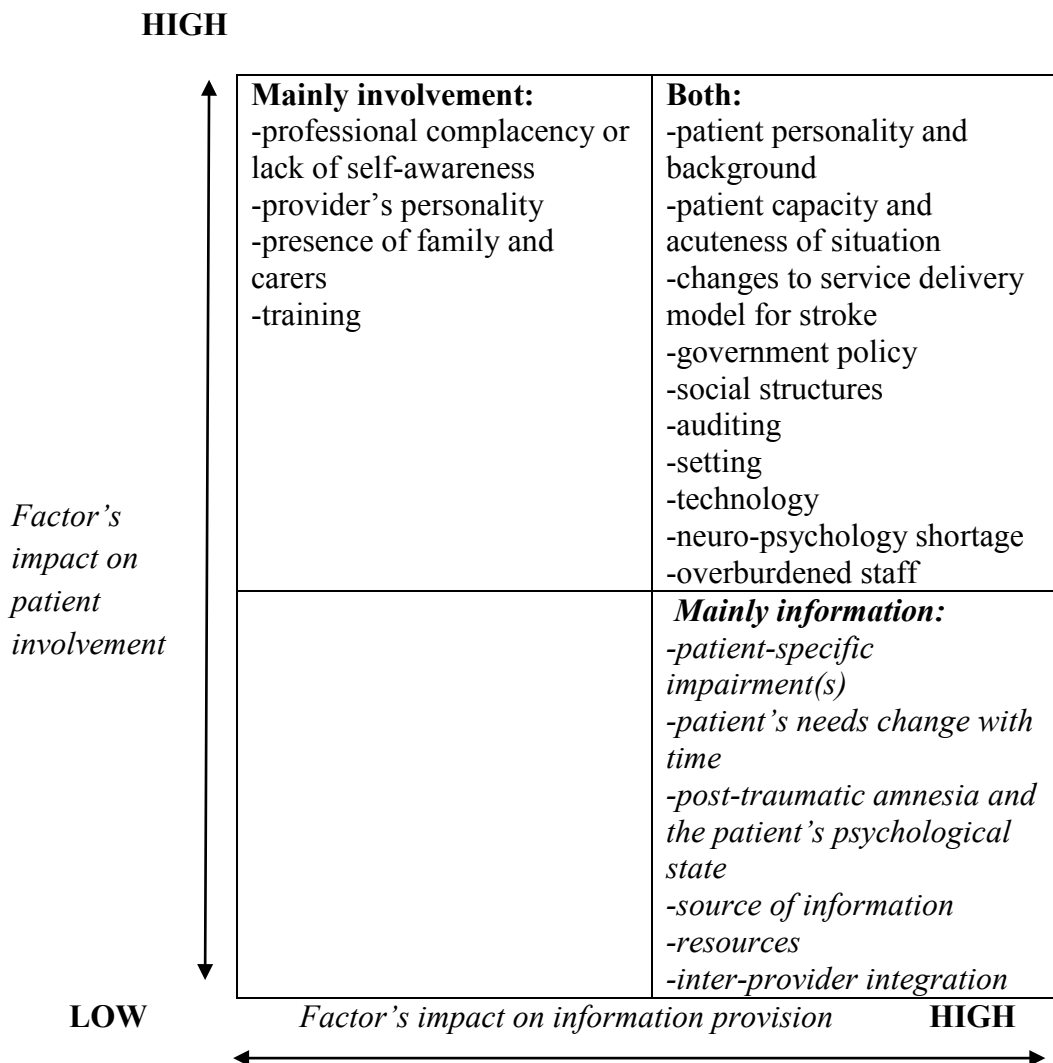 HIGH
Mainly involvement:
-professional complacency or
lack of self-awareness
-provider’s personality
-presence of family and
carers
-training
Both:
-patient personality and
background
-patient capacity and
acuteness of situation
-changes to service delivery
model for stroke
-government policy
-social structures
-auditing
-setting
-technology
-neuro-psychology shortage
-overburdened staff
Factor’s
impact on
patient
involvement
Mainly information:
-patient-specific
impairment(s)
-patient’s needs change with
time
-post-traumatic amnesia and
the patient’s psychological
state
-source of information
-resources
-inter-provider integration
LOW Factor’s impact on information provision HIGH